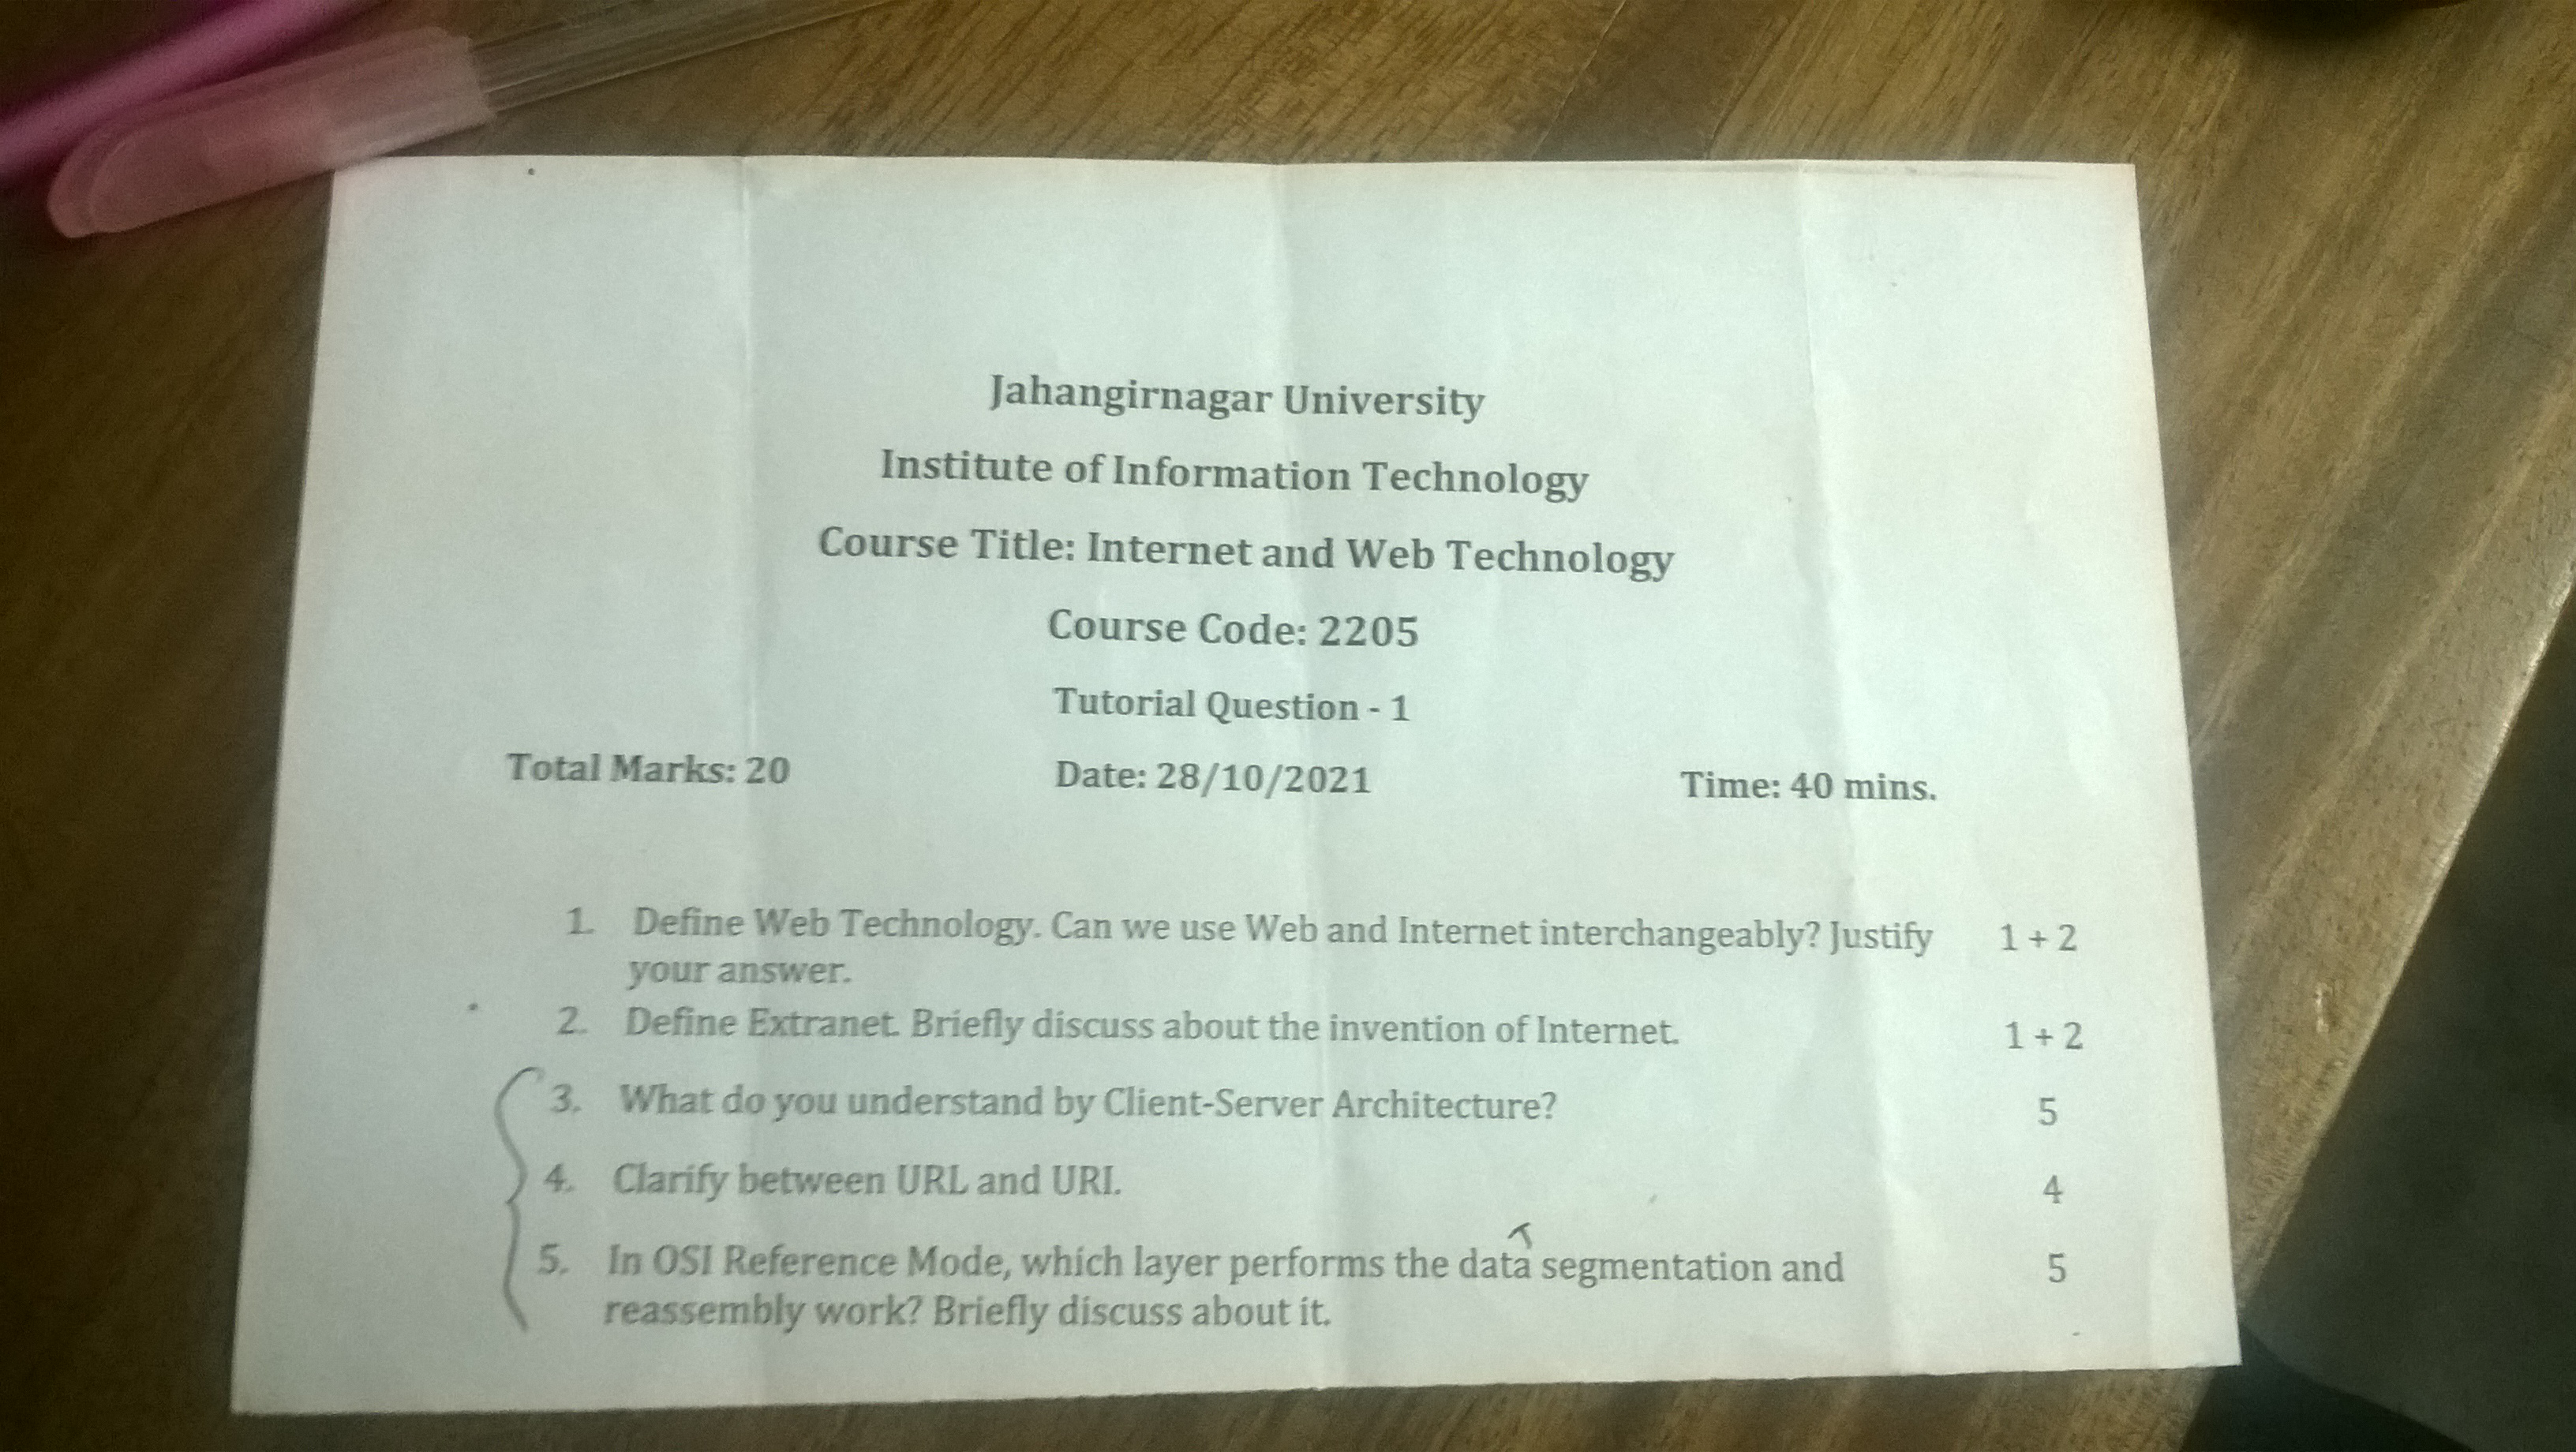 Jahangirnagar University
Institute of Information Technology
Course Title: Internet and Web Technology
Course Code: 2205
Tutorial Question - 1
Total Marks: 20 Date: 28/10/2021 Time: 40 mins.
1. Define Web Technology. Can we use Web and Internet interchangeably? Justify 1 + 2
your answer.
2. Define Extranet. Briefly discuss about the invention of Internet. 1 + 2
3. What do you understand by Client-Server Architecture? 5
4. Clarify between URL and URI. 4
5. In OSI Reference Mode, which layer performs the data segmentation and 5
reassembly work? Briefly discuss about it.